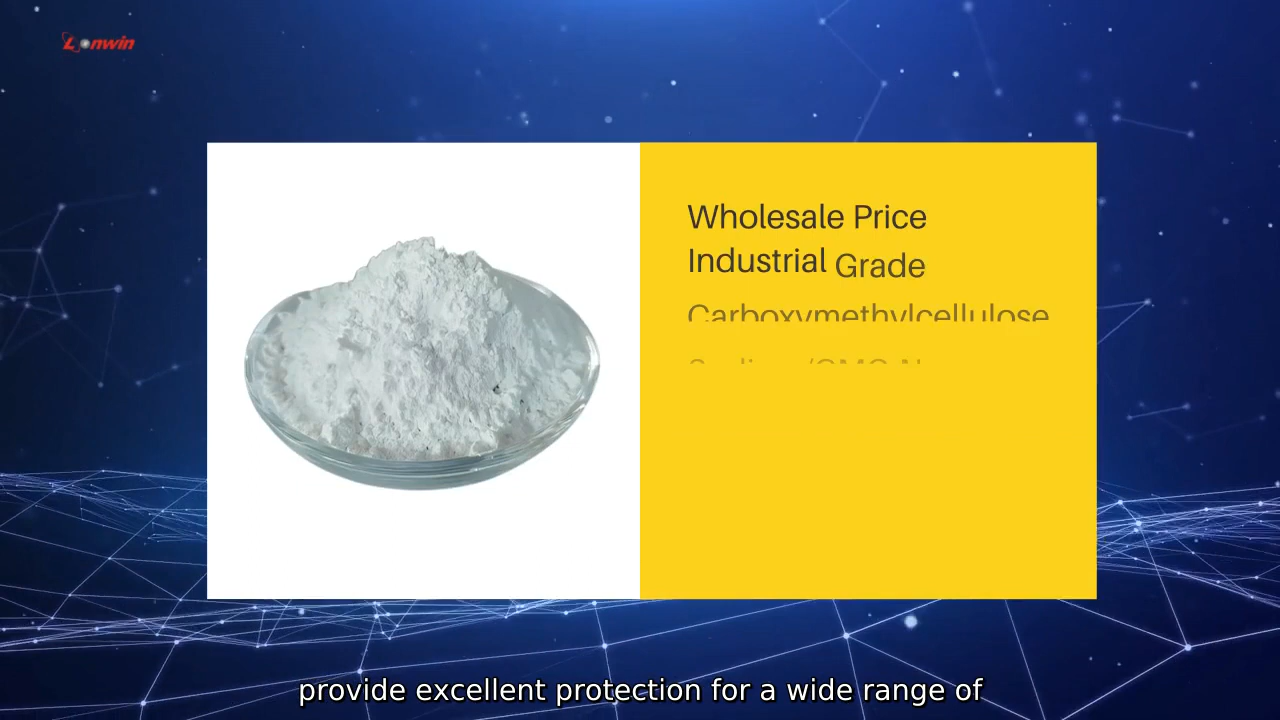 Lonwin
Wholesale Price
Industrial Grade
Carboxymethylcellulose
provide excellent protection for a wide range of